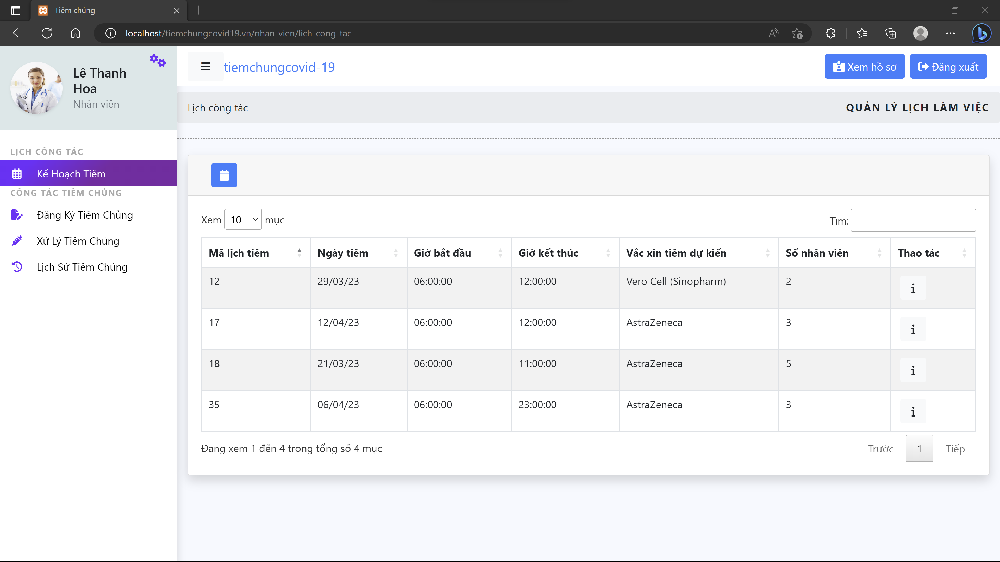 Tiêm chủng
localhost/tiemchungcovid19.vn/nhan-vien/lich-cong-tac
Lê Thanh
Hoa
Nhân viên
LỊCH CÔNG TÁC
Kế Hoạch Tiêm
CÔNG TÁC TIÊM CHỦNG
Đăng Ký Tiêm Chủng
Xử Lý Tiêm Chủng
Lịch Sử Tiêm Chủng
tiemchungcovid-19
Xem hồ sơ
Đăng xuất
Lịch công tác
QUẢN LÝ LỊCH LÀM VIỆC
Xem 10 mục
Tìm:
Mã lịch tiêm Ngày tiêm Giờ bắt đầu Giờ kết thúc Vắc xin tiêm dự kiến Số nhân viên Thao tác
12 29/03/23 06:00:00 12:00:00 Vero Cell (Sinopharm) 2
17 12/04/23 06:00:00 12:00:00 AstraZeneca 3
18 21/03/23 06:00:00 11:00:00 AstraZeneca 5
35 06/04/23 06:00:00 23:00:00 AstraZeneca 3
Đang xem 1 đến 4 trong tổng số 4 mục
Trước 1 Tiếp